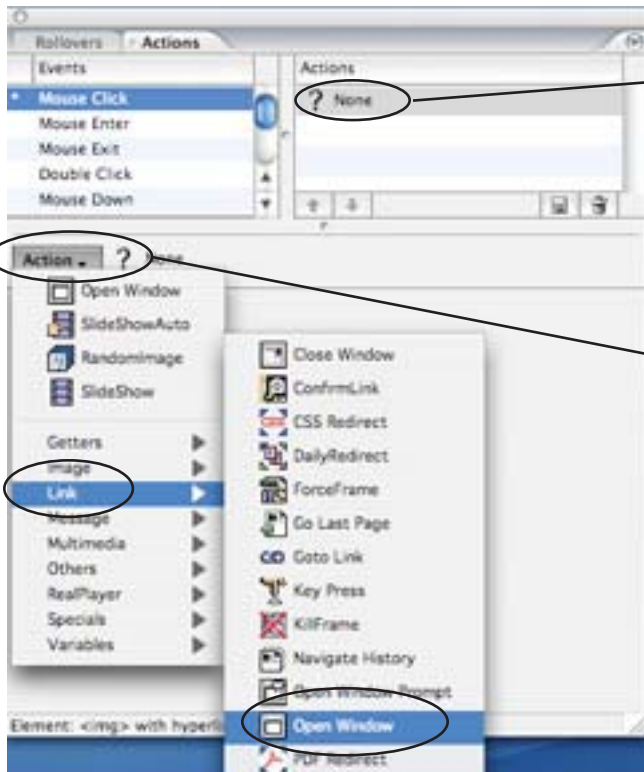 Rollovers Actions
Events
Mouse Click
Mouse Enter
Mouse Exit
Double Click
Mouse Down
Actions
? None
Action ? None
Open Window
SlideShowAuto
RandomImage
SlideShow
Getters
Image
Link
Message
Multimedia
Others
RealPlayer
Specials
Variables
Close Window
ConfirmLink
CSS Redirect
DailyRedirect
ForceFrame
Go Last Page
Goto Link
Key Press
KillFrame
Navigate History
Open Window Prompt
Open Window
PDF Redirect
Element: <img> with hyperli